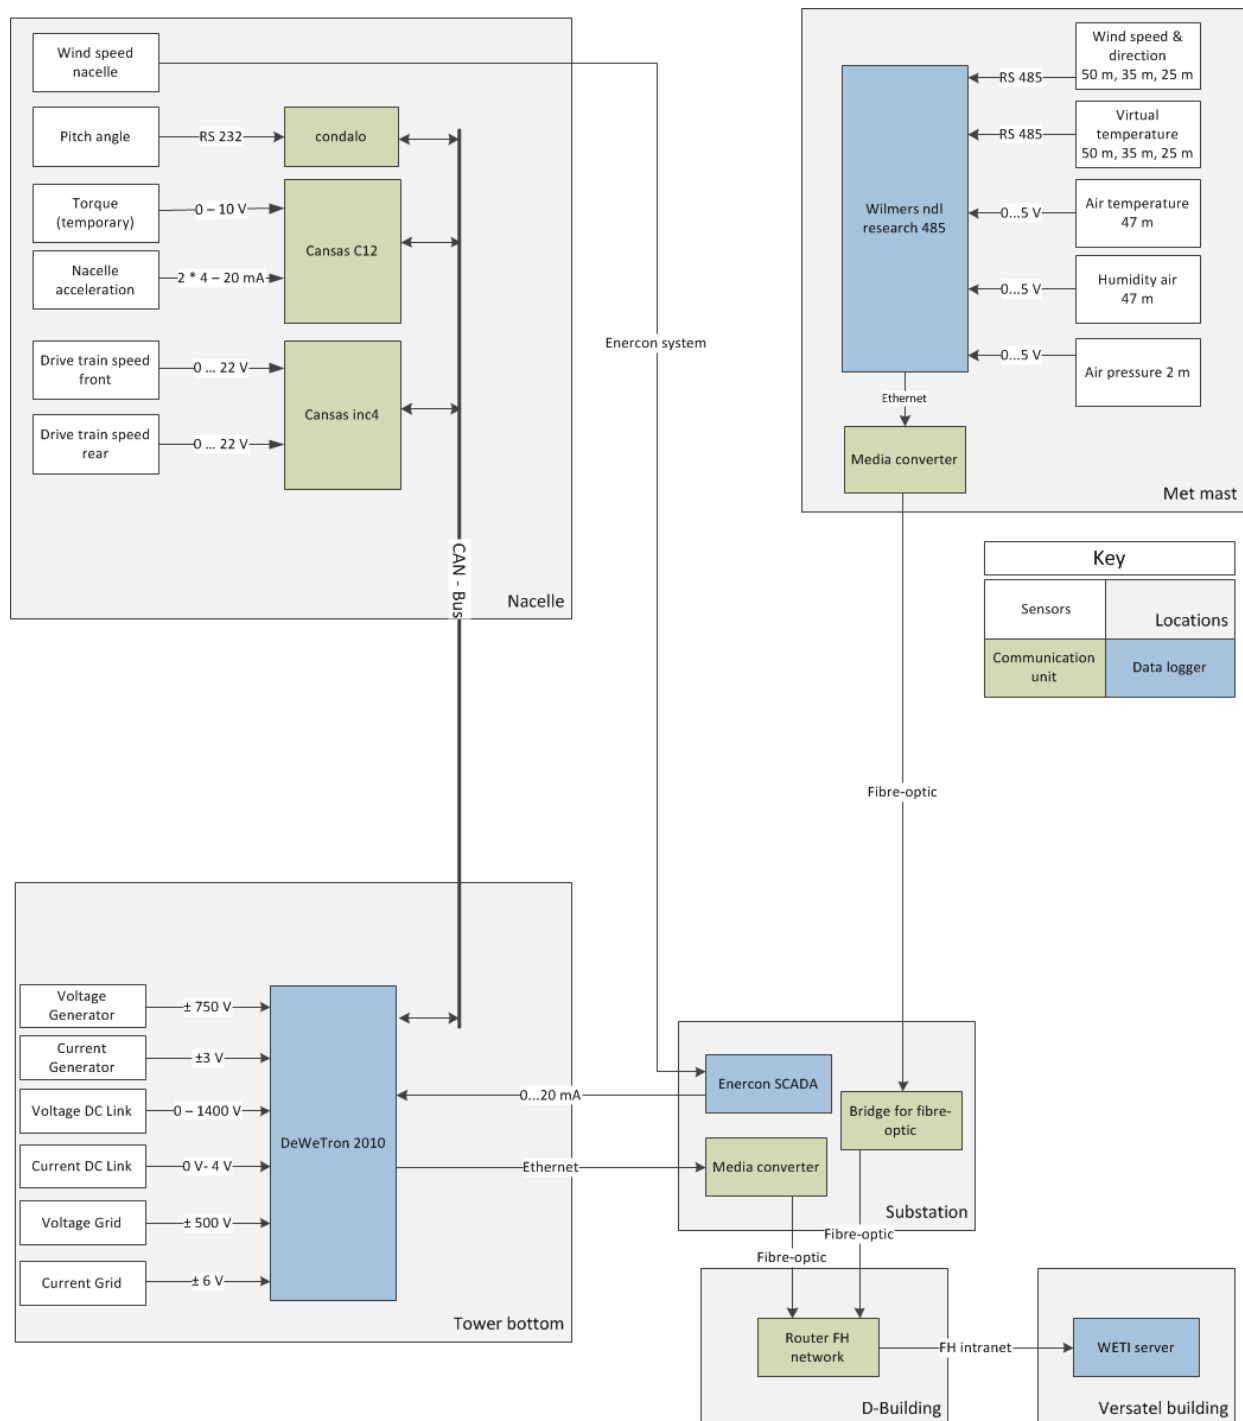 Wind speed
nacelle
Pitch angle
RS 232
condalo
Torque
(temporary)
0 – 10 V
Cansas C12
Nacelle
acceleration
2 * 4 – 20 mA
Drive train speed
front
0 ... 22 V
Cansas inc4
Drive train speed
rear
0 ... 22 V
CAN - Bus
Nacelle
Enercon system
Wind speed &
direction
50 m, 35 m, 25 m
RS 485
Virtual
temperature
50 m, 35 m, 25 m
RS 485
Wilmers ndl
research 485
Air temperature
47 m
0...5 V
Humidity air
47 m
0...5 V
Air pressure 2 m
0...5 V
Ethernet
Media converter
Met mast
Key
Sensors
Locations
Communication
unit
Data logger
Fibre-optic
Voltage
Generator
± 750 V
Current
Generator
±3 V
Voltage DC Link
0 – 1400 V
DeWeTron 2010
Current DC Link
0 V- 4 V
Voltage Grid
± 500 V
Current Grid
± 6 V
Tower bottom
Enercon SCADA
0...20 mA
Bridge for fibre-
optic
Ethernet
Media converter
Substation
Fibre-optic
Fibre-optic
Router FH
network
FH intranet
WETI server
D-Building
Versatel building